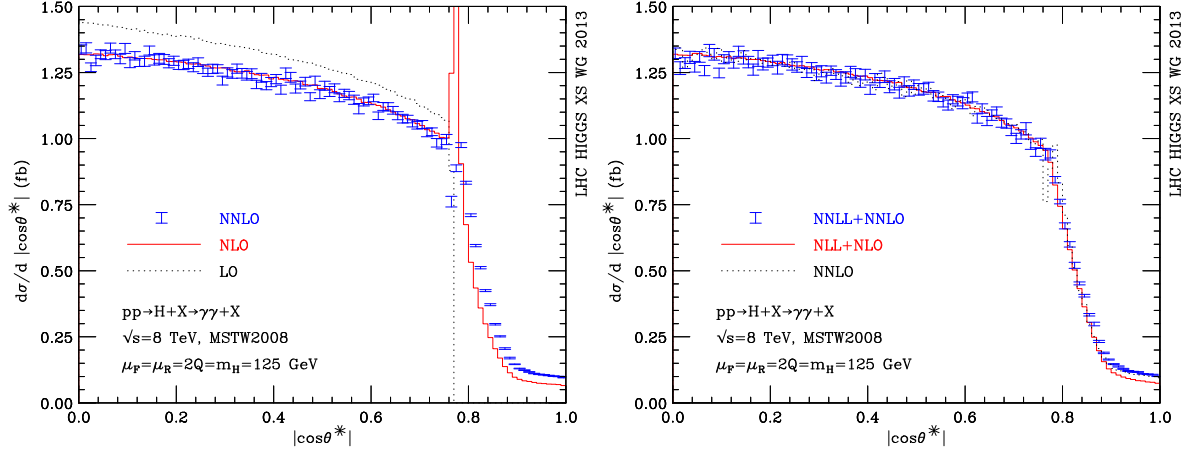 1.50
1.25
1.00
0.75
0.50
0.25
0.00
dσ/d |cosθ*| (fb)
NNLO
NLO
LO
pp→H+X→γγ+X
√s=8 TeV, MSTW2008
μF=μR=2Q=mH=125 GeV
0.0 0.2 0.4 0.6 0.8 1.0
|cosθ*|
LHC HIGGS XS WG 2013
1.50
1.25
1.00
0.75
0.50
0.25
0.00
dσ/d |cosθ*| (fb)
NNLL+NNLO
NLL+NLO
NNLO
pp→H+X→γγ+X
√s=8 TeV, MSTW2008
μF=μR=2Q=mH=125 GeV
0.0 0.2 0.4 0.6 0.8 1.0
|cosθ*|
LHC HIGGS XS WG 2013